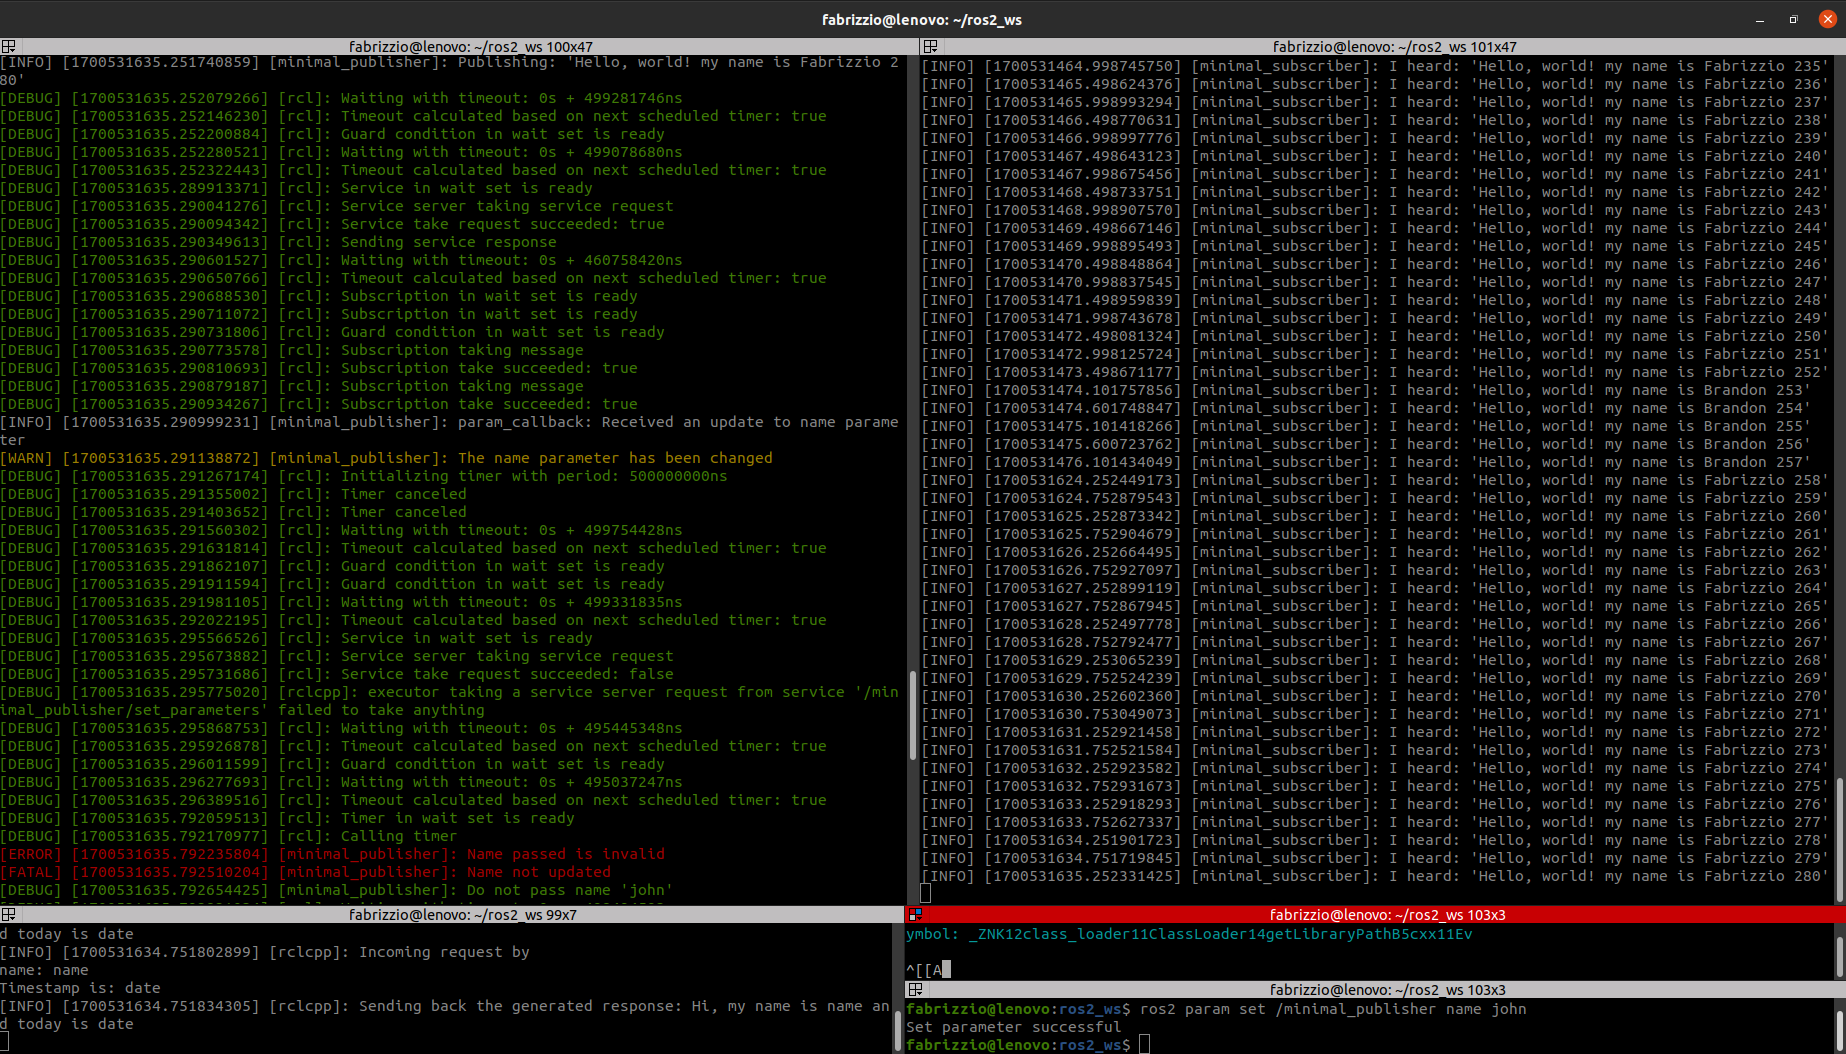 fabrizzio@lenovo: ~/ros2_ws
fabrizzio@lenovo: ~/ros2_ws 100x47
[INFO] [1700531635.251740859] [minimal_publisher]: Publishing: 'Hello, world! my name is Fabrizzio 2
80'
[DEBUG] [1700531635.252079266] [rcl]: Waiting with timeout: 0s + 499281746ns
[DEBUG] [1700531635.252146230] [rcl]: Timeout calculated based on next scheduled timer: true
[DEBUG] [1700531635.252200884] [rcl]: Guard condition in wait set is ready
[DEBUG] [1700531635.252280521] [rcl]: Waiting with timeout: 0s + 499078680ns
[DEBUG] [1700531635.252322443] [rcl]: Timeout calculated based on next scheduled timer: true
[DEBUG] [1700531635.289913371] [rcl]: Service in wait set is ready
[DEBUG] [1700531635.290041276] [rcl]: Service server taking service request
[DEBUG] [1700531635.290094342] [rcl]: Service take request succeeded: true
[DEBUG] [1700531635.290349613] [rcl]: Sending service response
[DEBUG] [1700531635.290601527] [rcl]: Waiting with timeout: 0s + 460758420ns
[DEBUG] [1700531635.290650766] [rcl]: Timeout calculated based on next scheduled timer: true
[DEBUG] [1700531635.290688530] [rcl]: Subscription in wait set is ready
[DEBUG] [1700531635.290711072] [rcl]: Subscription in wait set is ready
[DEBUG] [1700531635.290731806] [rcl]: Guard condition in wait set is ready
[DEBUG] [1700531635.290773578] [rcl]: Subscription taking message
[DEBUG] [1700531635.290810693] [rcl]: Subscription take succeeded: true
[DEBUG] [1700531635.290879187] [rcl]: Subscription taking message
[DEBUG] [1700531635.290934267] [rcl]: Subscription take succeeded: true
[INFO] [1700531635.290999231] [minimal_publisher]: param_callback: Received an update to name parame
ter
[WARN] [1700531635.291138872] [minimal_publisher]: The name parameter has been changed
[DEBUG] [1700531635.291267174] [rcl]: Initializing timer with period: 500000000ns
[DEBUG] [1700531635.291355002] [rcl]: Timer canceled
[DEBUG] [1700531635.291403652] [rcl]: Timer canceled
[DEBUG] [1700531635.291560302] [rcl]: Waiting with timeout: 0s + 499754428ns
[DEBUG] [1700531635.291631814] [rcl]: Timeout calculated based on next scheduled timer: true
[DEBUG] [1700531635.291862107] [rcl]: Guard condition in wait set is ready
[DEBUG] [1700531635.291911594] [rcl]: Guard condition in wait set is ready
[DEBUG] [1700531635.291981105] [rcl]: Waiting with timeout: 0s + 499331835ns
[DEBUG] [1700531635.292022195] [rcl]: Timeout calculated based on next scheduled timer: true
[DEBUG] [1700531635.295566526] [rcl]: Service in wait set is ready
[DEBUG] [1700531635.295673882] [rcl]: Service server taking service request
[DEBUG] [1700531635.295731686] [rcl]: Service take request succeeded: false
[DEBUG] [1700531635.295775020] [rclcpp]: executor taking a service server request from service '/min
imal_publisher/set_parameters' failed to take anything
[DEBUG] [1700531635.295868753] [rcl]: Waiting with timeout: 0s + 495445348ns
[DEBUG] [1700531635.295926878] [rcl]: Timeout calculated based on next scheduled timer: true
[DEBUG] [1700531635.296011599] [rcl]: Guard condition in wait set is ready
[DEBUG] [1700531635.296277693] [rcl]: Waiting with timeout: 0s + 495037247ns
[DEBUG] [1700531635.296389516] [rcl]: Timeout calculated based on next scheduled timer: true
[DEBUG] [1700531635.792059513] [rcl]: Timer in wait set is ready
[DEBUG] [1700531635.792170977] [rcl]: Calling timer
[ERROR] [1700531635.792235804] [minimal_publisher]: Name passed is invalid
[FATAL] [1700531635.792510204] [minimal_publisher]: Name not updated
[DEBUG] [1700531635.792654425] [minimal_publisher]: Do not pass name 'john'
fabrizzio@lenovo: ~/ros2_ws 101x47
[INFO] [1700531464.998745750] [minimal_subscriber]: I heard: 'Hello, world! my name is Fabrizzio 235'
[INFO] [1700531465.498624376] [minimal_subscriber]: I heard: 'Hello, world! my name is Fabrizzio 236'
[INFO] [1700531465.998993294] [minimal_subscriber]: I heard: 'Hello, world! my name is Fabrizzio 237'
[INFO] [1700531466.498770631] [minimal_subscriber]: I heard: 'Hello, world! my name is Fabrizzio 238'
[INFO] [1700531466.998997776] [minimal_subscriber]: I heard: 'Hello, world! my name is Fabrizzio 239'
[INFO] [1700531467.498643123] [minimal_subscriber]: I heard: 'Hello, world! my name is Fabrizzio 240'
[INFO] [1700531467.998675456] [minimal_subscriber]: I heard: 'Hello, world! my name is Fabrizzio 241'
[INFO] [1700531468.498733751] [minimal_subscriber]: I heard: 'Hello, world! my name is Fabrizzio 242'
[INFO] [1700531468.998907570] [minimal_subscriber]: I heard: 'Hello, world! my name is Fabrizzio 243'
[INFO] [1700531469.498667146] [minimal_subscriber]: I heard: 'Hello, world! my name is Fabrizzio 244'
[INFO] [1700531469.998895493] [minimal_subscriber]: I heard: 'Hello, world! my name is Fabrizzio 245'
[INFO] [1700531470.498848864] [minimal_subscriber]: I heard: 'Hello, world! my name is Fabrizzio 246'
[INFO] [1700531470.998837545] [minimal_subscriber]: I heard: 'Hello, world! my name is Fabrizzio 247'
[INFO] [1700531471.498959839] [minimal_subscriber]: I heard: 'Hello, world! my name is Fabrizzio 248'
[INFO] [1700531471.998743678] [minimal_subscriber]: I heard: 'Hello, world! my name is Fabrizzio 249'
[INFO] [1700531472.498081324] [minimal_subscriber]: I heard: 'Hello, world! my name is Fabrizzio 250'
[INFO] [1700531472.998125724] [minimal_subscriber]: I heard: 'Hello, world! my name is Fabrizzio 251'
[INFO] [1700531473.498671177] [minimal_subscriber]: I heard: 'Hello, world! my name is Fabrizzio 252'
[INFO] [1700531474.101757856] [minimal_subscriber]: I heard: 'Hello, world! my name is Brandon 253'
[INFO] [1700531474.601748847] [minimal_subscriber]: I heard: 'Hello, world! my name is Brandon 254'
[INFO] [1700531475.101418266] [minimal_subscriber]: I heard: 'Hello, world! my name is Brandon 255'
[INFO] [1700531475.600723762] [minimal_subscriber]: I heard: 'Hello, world! my name is Brandon 256'
[INFO] [1700531476.101434049] [minimal_subscriber]: I heard: 'Hello, world! my name is Brandon 257'
[INFO] [1700531624.252449173] [minimal_subscriber]: I heard: 'Hello, world! my name is Fabrizzio 258'
[INFO] [1700531624.752879543] [minimal_subscriber]: I heard: 'Hello, world! my name is Fabrizzio 259'
[INFO] [1700531625.252873342] [minimal_subscriber]: I heard: 'Hello, world! my name is Fabrizzio 260'
[INFO] [1700531625.752904679] [minimal_subscriber]: I heard: 'Hello, world! my name is Fabrizzio 261'
[INFO] [1700531626.252664495] [minimal_subscriber]: I heard: 'Hello, world! my name is Fabrizzio 262'
[INFO] [1700531626.752927097] [minimal_subscriber]: I heard: 'Hello, world! my name is Fabrizzio 263'
[INFO] [1700531627.252899119] [minimal_subscriber]: I heard: 'Hello, world! my name is Fabrizzio 264'
[INFO] [1700531627.752867945] [minimal_subscriber]: I heard: 'Hello, world! my name is Fabrizzio 265'
[INFO] [1700531628.252497778] [minimal_subscriber]: I heard: 'Hello, world! my name is Fabrizzio 266'
[INFO] [1700531628.752792477] [minimal_subscriber]: I heard: 'Hello, world! my name is Fabrizzio 267'
[INFO] [1700531629.253065239] [minimal_subscriber]: I heard: 'Hello, world! my name is Fabrizzio 268'
[INFO] [1700531629.752524239] [minimal_subscriber]: I heard: 'Hello, world! my name is Fabrizzio 269'
[INFO] [1700531630.252602360] [minimal_subscriber]: I heard: 'Hello, world! my name is Fabrizzio 270'
[INFO] [1700531630.753049073] [minimal_subscriber]: I heard: 'Hello, world! my name is Fabrizzio 271'
[INFO] [1700531631.252921458] [minimal_subscriber]: I heard: 'Hello, world! my name is Fabrizzio 272'
[INFO] [1700531631.752521584] [minimal_subscriber]: I heard: 'Hello, world! my name is Fabrizzio 273'
[INFO] [1700531632.252923582] [minimal_subscriber]: I heard: 'Hello, world! my name is Fabrizzio 274'
[INFO] [1700531632.752931673] [minimal_subscriber]: I heard: 'Hello, world! my name is Fabrizzio 275'
[INFO] [1700531633.252918293] [minimal_subscriber]: I heard: 'Hello, world! my name is Fabrizzio 276'
[INFO] [1700531633.752627337] [minimal_subscriber]: I heard: 'Hello, world! my name is Fabrizzio 277'
[INFO] [1700531634.251901723] [minimal_subscriber]: I heard: 'Hello, world! my name is Fabrizzio 278'
[INFO] [1700531634.751719845] [minimal_subscriber]: I heard: 'Hello, world! my name is Fabrizzio 279'
[INFO] [1700531635.252331425] [minimal_subscriber]: I heard: 'Hello, world! my name is Fabrizzio 280'
fabrizzio@lenovo: ~/ros2_ws 99x7
d today is date
[INFO] [1700531634.751802899] [rclcpp]: Incoming request by
name: name
Timestamp is: date
[INFO] [1700531634.751834305] [rclcpp]: Sending back the generated response: Hi, my name is name an
d today is date
fabrizzio@lenovo: ~/ros2_ws 103x3
ymbol: _ZNK12class_loader11ClassLoader14getLibraryPathB5cxx11Ev
^[[A
fabrizzio@lenovo: ~/ros2_ws 103x3
fabrizzio@lenovo:ros2_ws$ ros2 param set /minimal_publisher name john
Set parameter successful
fabrizzio@lenovo:ros2_ws$